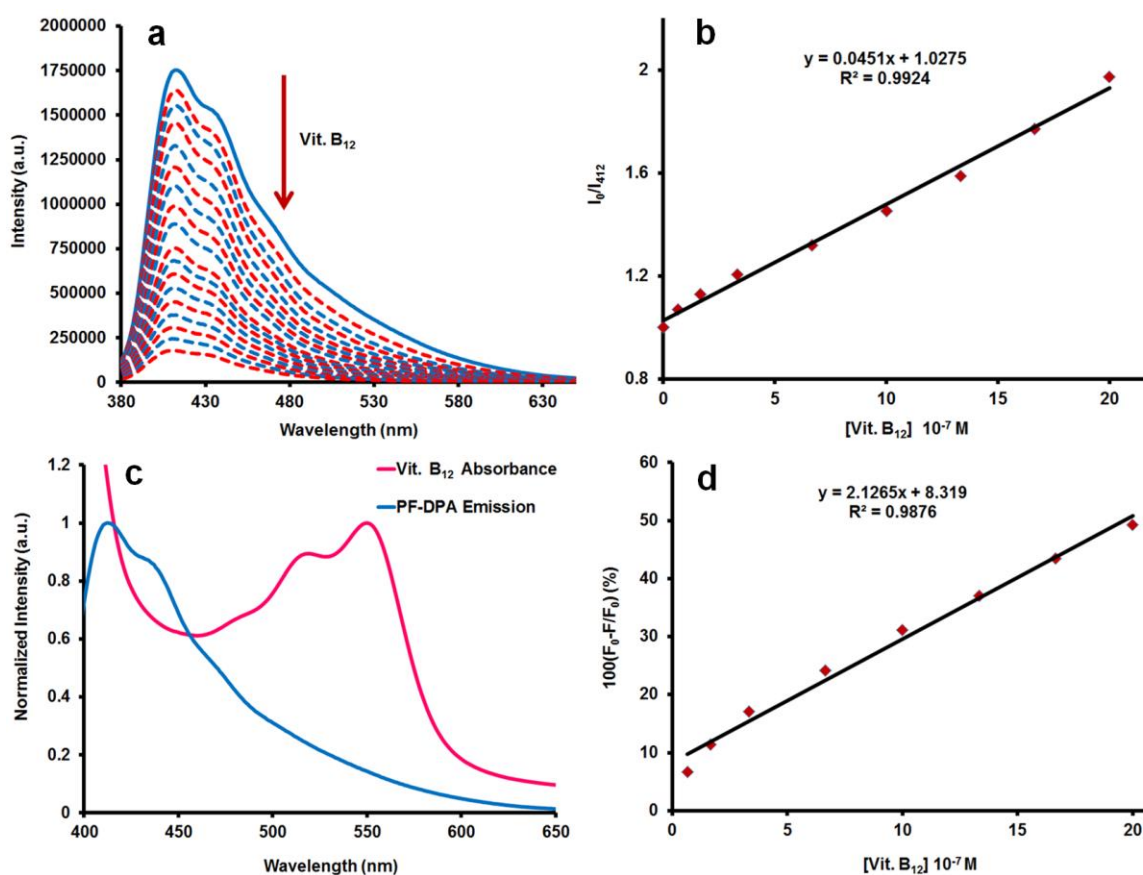 a
2000000
1750000
1500000
1250000
1000000
750000
500000
250000
0
Intensity (a.u.)
Vit. B₁₂
380 430 480 530 580 630
Wavelength (nm)
b
y = 0.0451x + 1.0275
R² = 0.9924
2
1.6
1.2
0.8
I₀/I₄₁₂
0 5 10 15 20
[Vit. B₁₂] 10⁻⁷ M
c
Vit. B₁₂ Absorbance
PF-DPA Emission
1.2
1
0.8
0.6
0.4
0.2
0
Normalized Intensity (a.u.)
400 450 500 550 600 650
Wavelength (nm)
d
y = 2.1265x + 8.319
R² = 0.9876
60
50
40
30
20
10
0
100(F₀-F/F₀) (%)
0 5 10 15 20
[Vit. B₁₂] 10⁻⁷ M